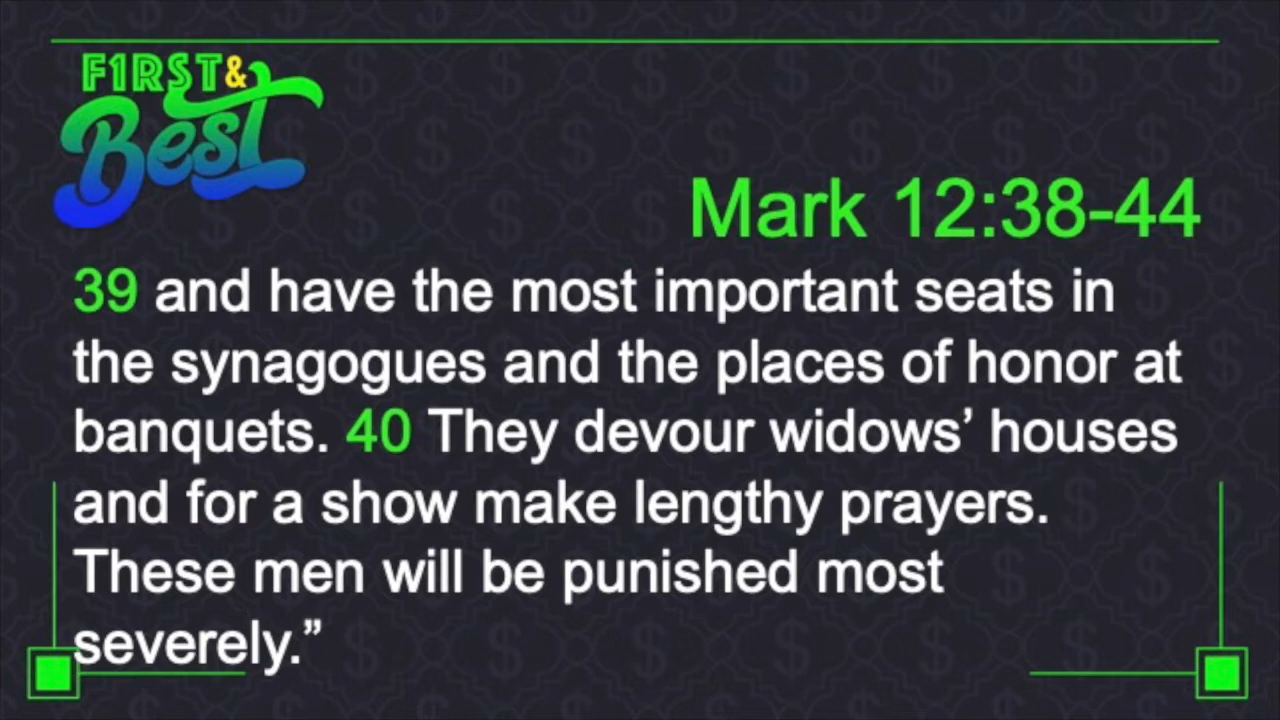 F1RST&
Best
Mark 12:38-44
39 and have the most important seats in
the synagogues and the places of honor at
banquets. 40 They devour widows’ houses
and for a show make lengthy prayers.
These men will be punished most
severely.”